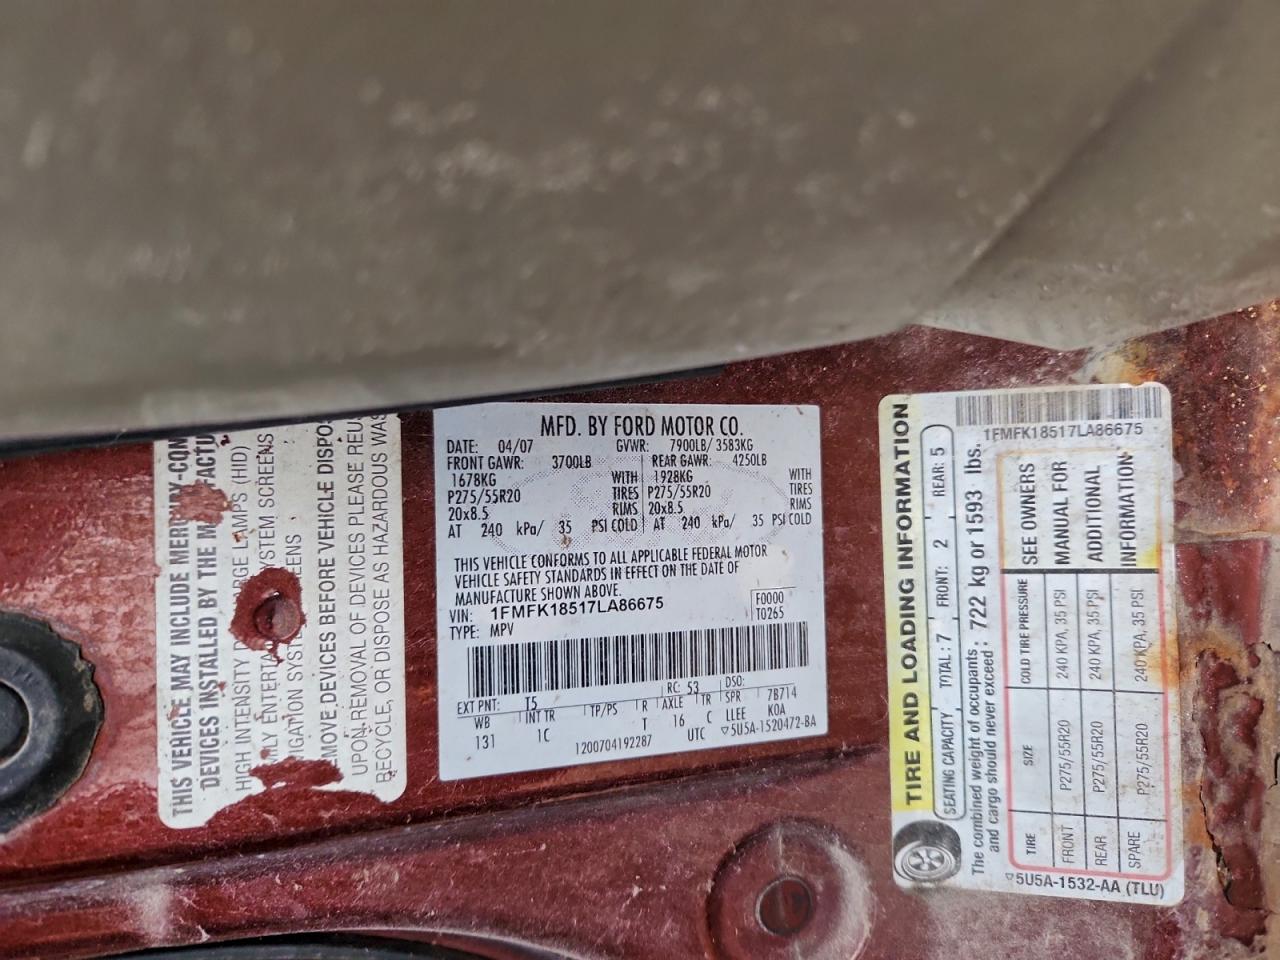 THIS VEHICLE MAY INCLUDE MERCURY-CON
DEVICES INSTALLED BY THE MANUFACTU
HIGH INTENSITY LAMPS (HID)
SYSTEM SCREENS
MOVE DEVICES BEFORE VEHICLE DISPO
UPON REMOVAL OF DEVICES PLEASE REUS
RECYCLE, OR DISPOSE AS HAZARDOUS WAS
MFD. BY FORD MOTOR CO.
DATE: 04/07 GVWR: 7900LB/ 3583KG
FRONT GAWR: 3700LB REAR GAWR: 4250LB
1678KG WITH 1928KG WITH
P275/55R20 TIRES P275/55R20 TIRES
20x8.5 RIMS 20x8.5 RIMS
AT 240 kPa/ 35 PSI COLD AT 240 kPa/ 35 PSI COLD
THIS VEHICLE CONFORMS TO ALL APPLICABLE FEDERAL MOTOR
VEHICLE SAFETY STANDARDS IN EFFECT ON THE DATE OF
MANUFACTURE SHOWN ABOVE.
VIN: 1FMFK18517LA86675 F0000
TYPE: MPV T0265
EXT PNT: T5 RC: 53 DSO:
WB INT TR TP/PS R AXLE TR SPR 7B714
131 1C T 16 C LLEE K0A
1200704192287 UTC ▽5U5A-1520472-BA
TIRE AND LOADING INFORMATION
SEATING CAPACITY TOTAL: 7 FRONT: 2 REAR: 5
The combined weight of occupants
and cargo should never exceed: 722 kg or 1593 lbs.
TIRE SIZE COLD TIRE PRESSURE
FRONT P275/55R20 240 KPA, 35 PSI
REAR P275/55R20 240 KPA, 35 PSI
SPARE P275/55R20 240 KPA, 35 PSI
SEE OWNERS
MANUAL FOR
ADDITIONAL
INFORMATION
1FMFK18517LA86675
▽5U5A-1532-AA (TLU)